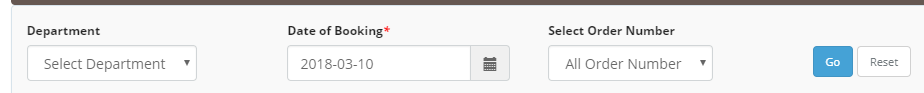 Department Date of Booking* Select Order Number
Select Department 2018-03-10 All Order Number Go Reset